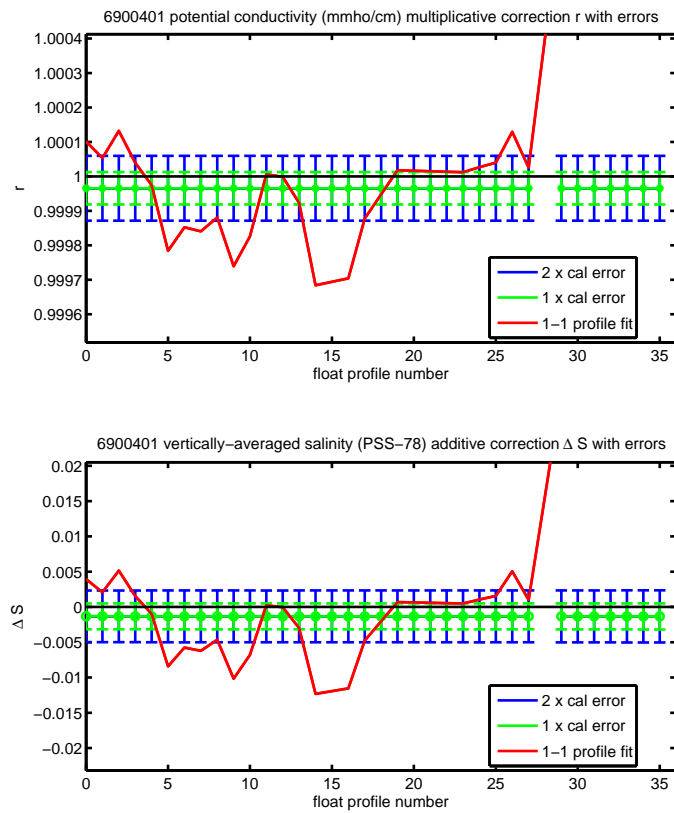 6900401 potential conductivity (mmho/cm) multiplicative correction r with errors
1.0004
1.0003
1.0002
1.0001
1
0.9999
0.9998
0.9997
0.9996
r
2 x cal error
1 x cal error
1−1 profile fit
0 5 10 15 20 25 30 35
float profile number
6900401 vertically−averaged salinity (PSS−78) additive correction Δ S with errors
0.02
0.015
0.01
0.005
0
−0.005
−0.01
−0.015
−0.02
Δ S
2 x cal error
1 x cal error
1−1 profile fit
0 5 10 15 20 25 30 35
float profile number